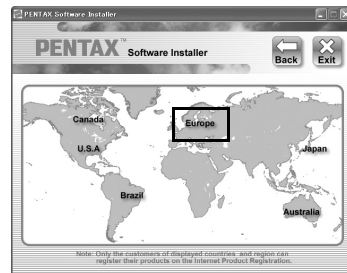 PENTAX Software Installer
PENTAX™ Software Installer
Back
Exit
Canada
Europe
U.S.A
Japan
Brazil
Australia
Note: Only the customers of displayed countries and region can
register their products on the Internet Product Registration.